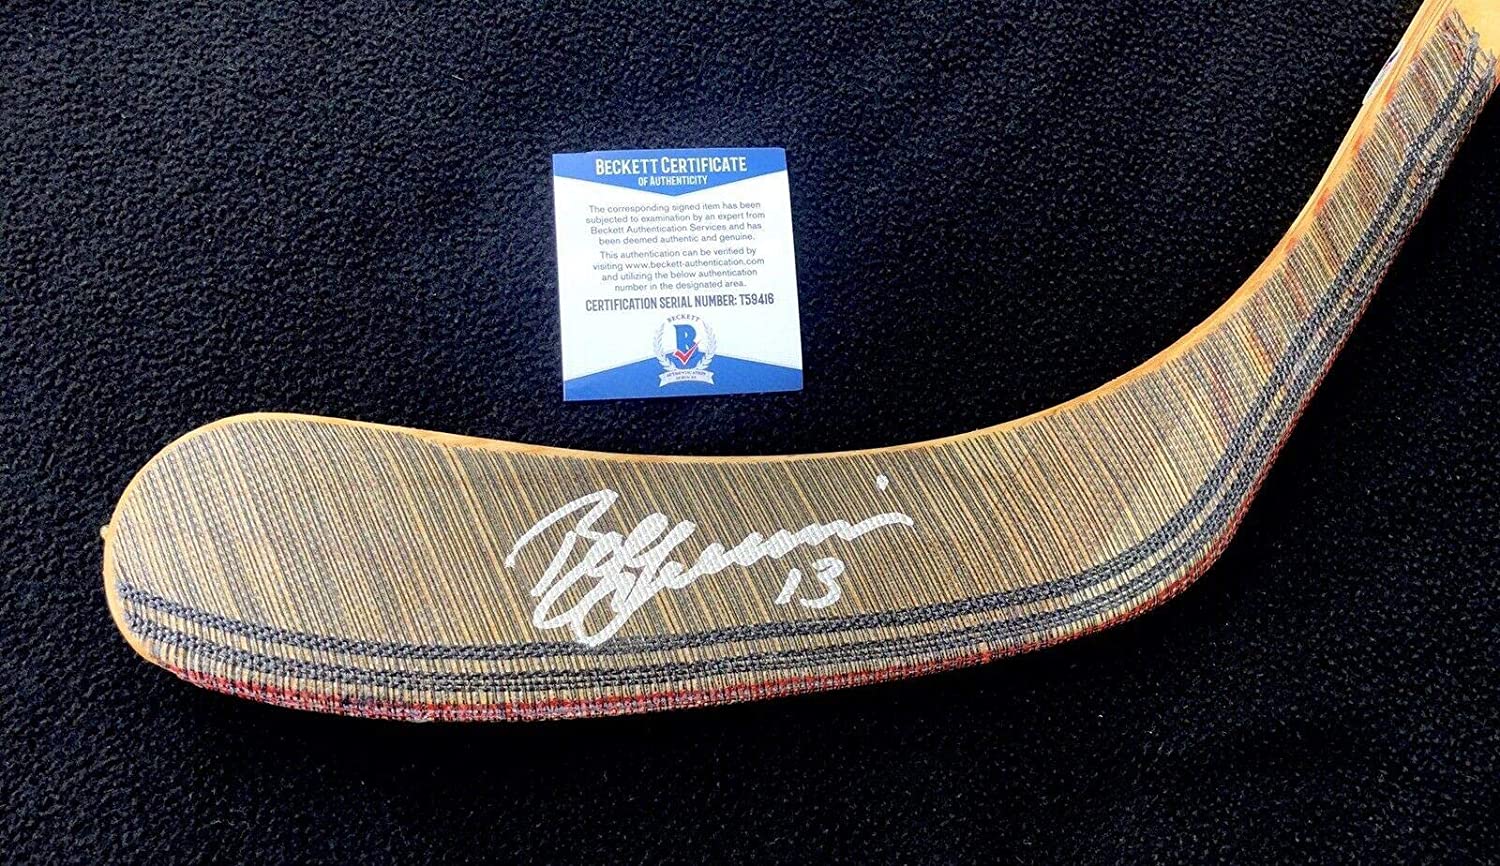 BECKETT CERTIFICATE
OF AUTHENTICITY
The corresponding signed item has been
subjected to examination by an expert from
Beckett Authentication Services and has
been deemed authentic and genuine.
This authentication can be verified by
visiting www.beckett-authentication.com
and utilizing the below authentication
number in the designated area.
CERTIFICATION SERIAL NUMBER: T59416
BECKETT
B
AUTHENTICATION
SERVICES
13